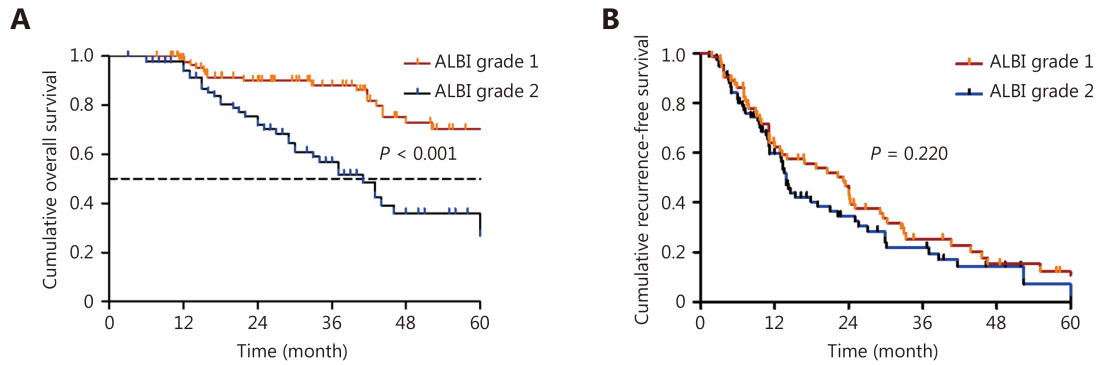 A
Cumulative overall survival
1.0
0.8
0.6
0.4
0.2
0
0 12 24 36 48 60
Time (month)
ALBI grade 1
ALBI grade 2
P < 0.001
B
Cumulative recurrence-free survival
1.0
0.8
0.6
0.4
0.2
0
0 12 24 36 48 60
Time (month)
ALBI grade 1
ALBI grade 2
P = 0.220